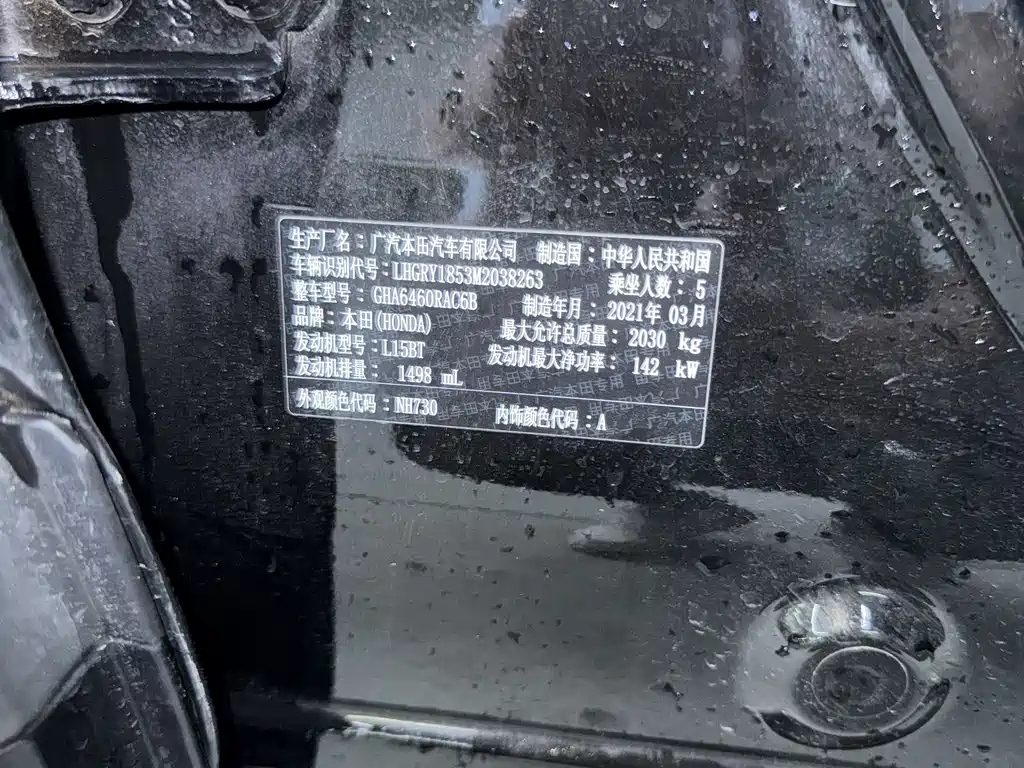 生产厂名：广汽本田汽车有限公司 制造国：中华人民共和国
车辆识别代号：LHGRY1853M2038263 乘坐人数：5
整车型号：GHA6460RAC6B 制造年月：2021年 03月
品牌：本田(HONDA) 最大允许总质量：2030 kg
发动机型号：L15BT 发动机最大净功率：142 kW
发动机排量：1498 mL
外观颜色代码：NH730 内饰颜色代码：A